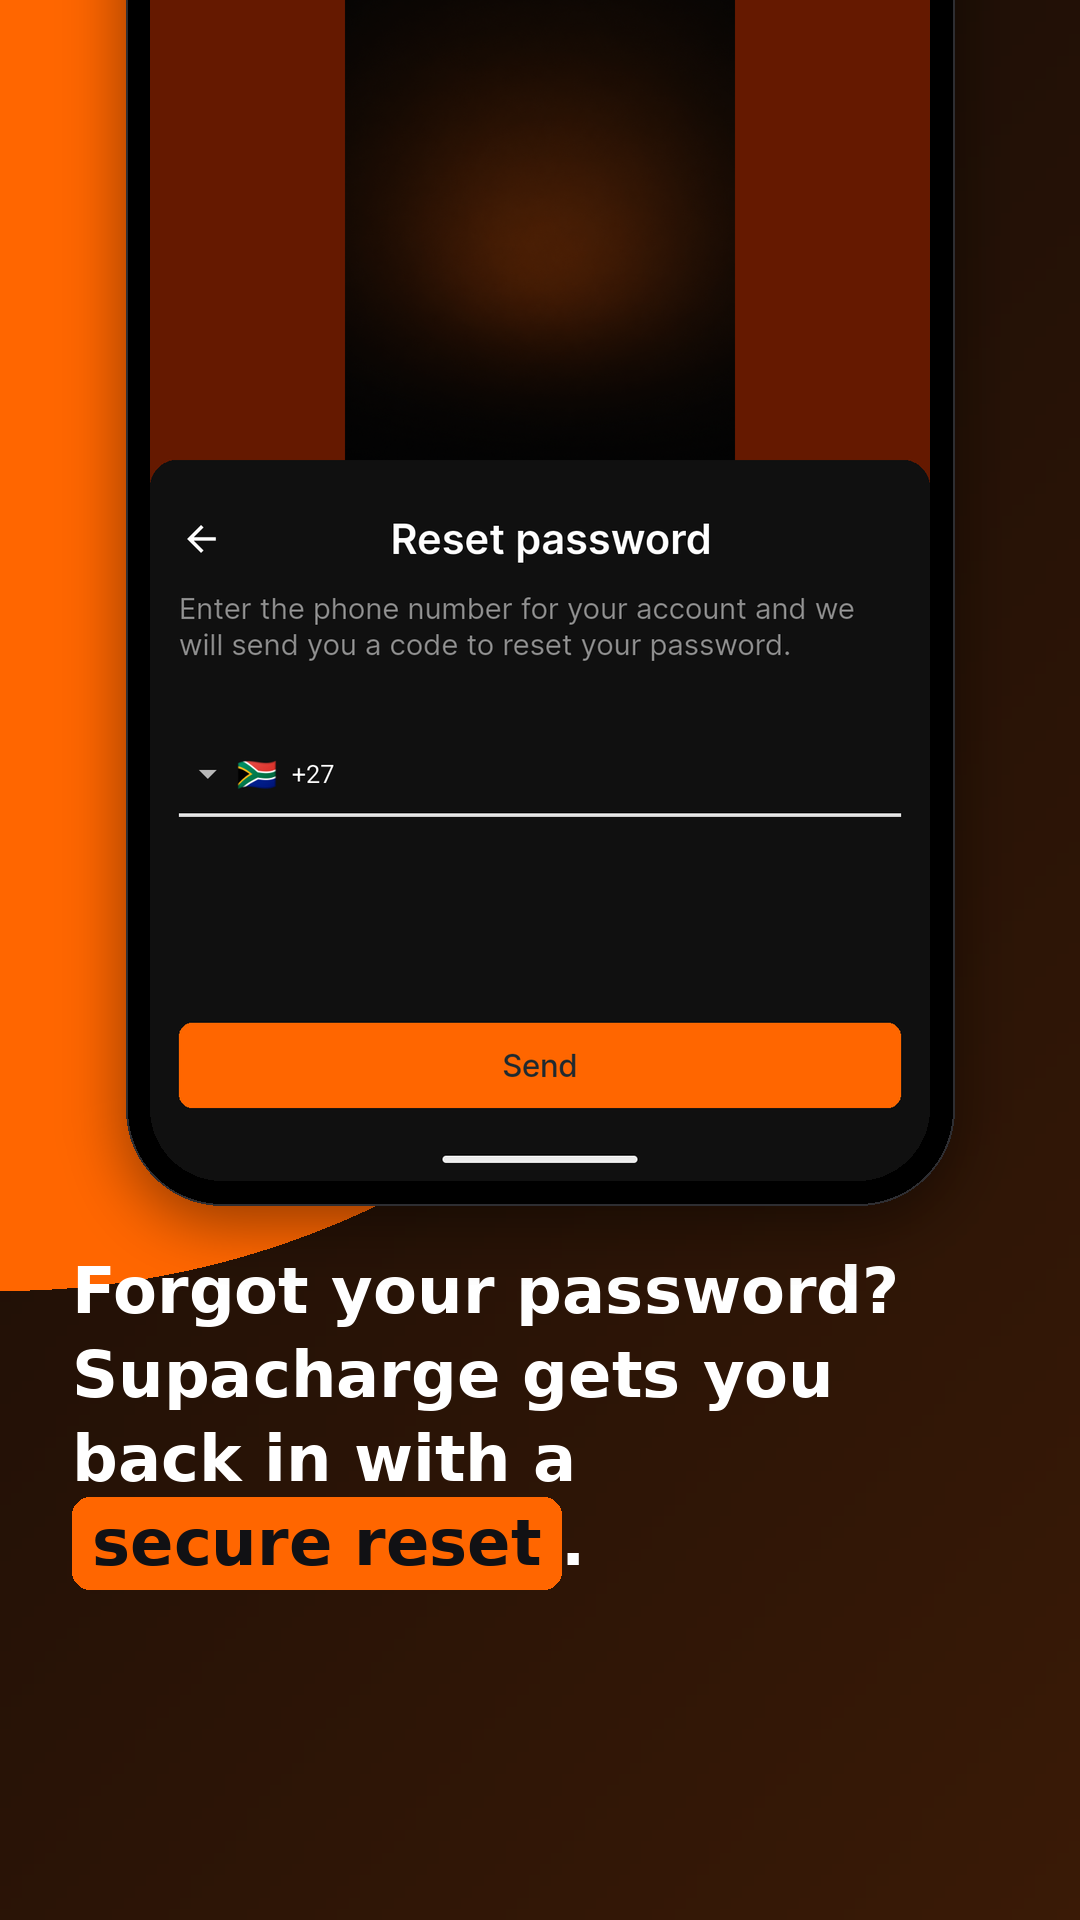 Reset password
Enter the phone number for your account and we
will send you a code to reset your password.
+27
Send
Forgot your password?
Supacharge gets you
back in with a
secure reset.